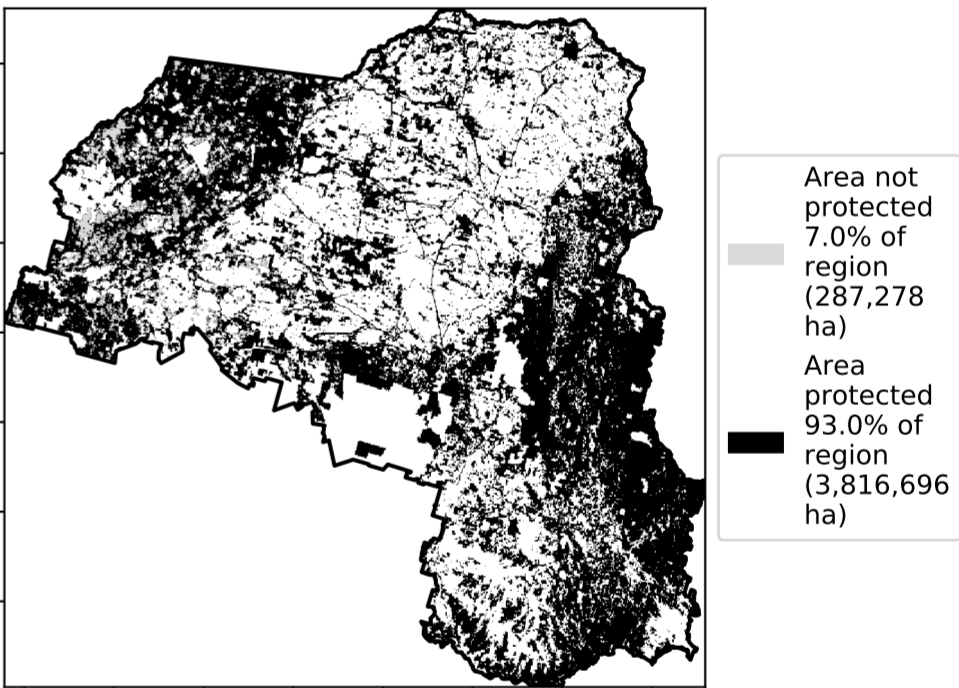 Area not
protected
7.0% of
region
(287,278
ha)
Area
protected
93.0% of
region
(3,816,696
ha)